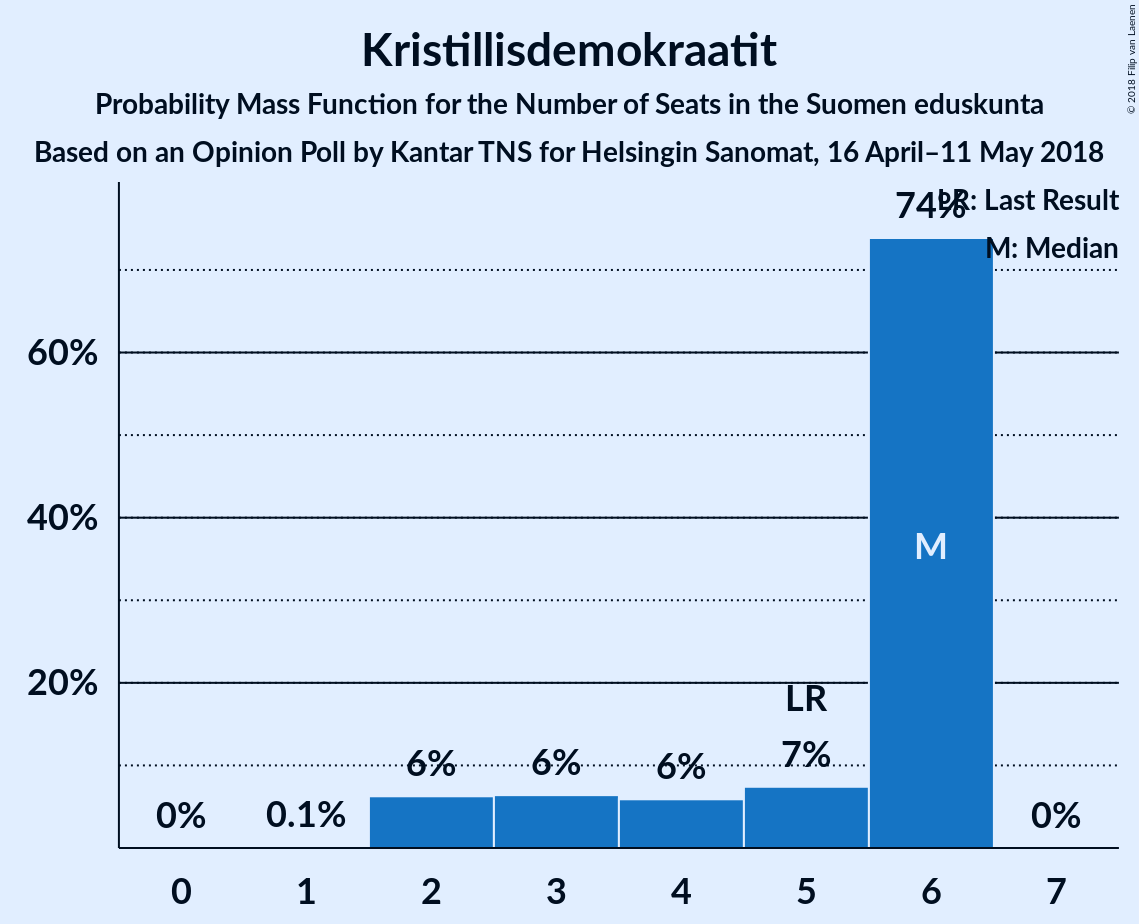 Kristillisdemokraatit
Probability Mass Function for the Number of Seats in the Suomen eduskunta
Based on an Opinion Poll by Kantar TNS for Helsingin Sanomat, 16 April–11 May 2018
© 2018 Filip van Laenen
LR: Last Result
M: Median
74%
60%
40%
20%
M
LR
0%
0.1%
6%
6%
6%
7%
0%
0 1 2 3 4 5 6 7